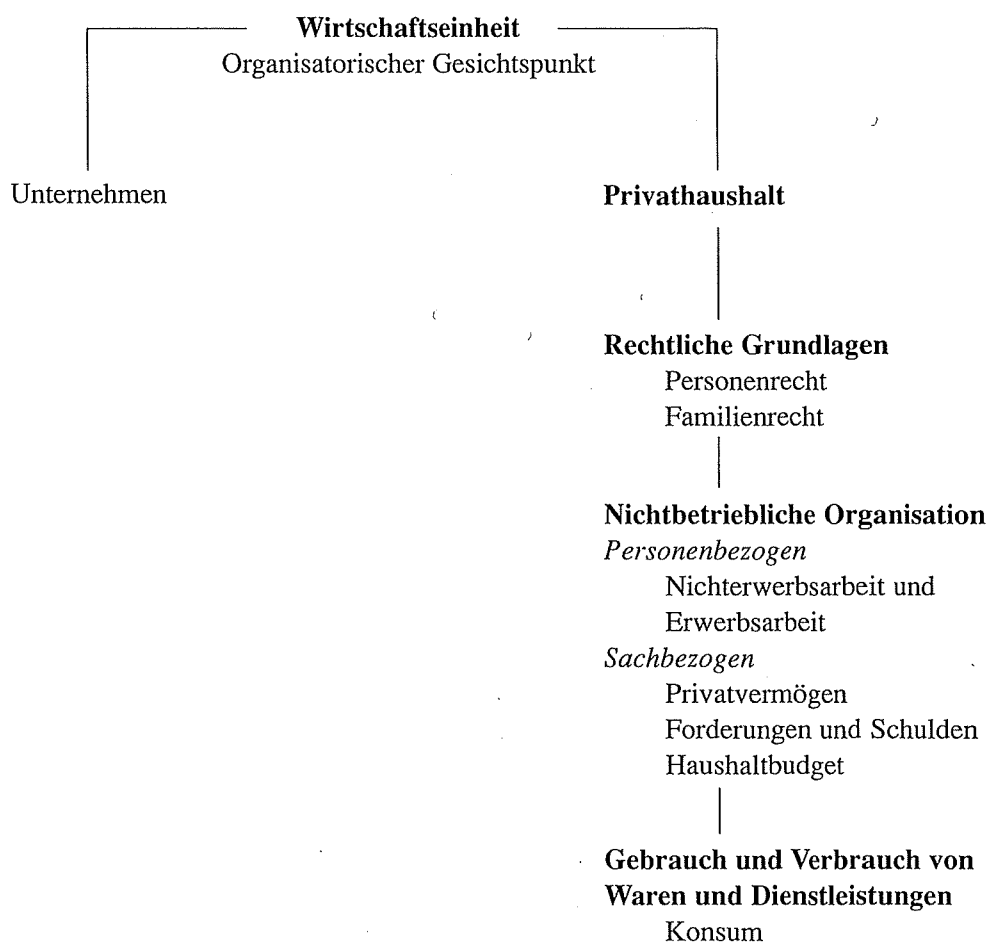 Wirtschaftseinheit
Organisatorischer Gesichtspunkt
Unternehmen
Privathaushalt
Rechtliche Grundlagen
Personenrecht
Familienrecht
Nichtbetriebliche Organisation
Personenbezogen
Nichterwerbsarbeit und
Erwerbsarbeit
Sachbezogen
Privatvermögen
Forderungen und Schulden
Haushaltbudget
Gebrauch und Verbrauch von
Waren und Dienstleistungen
Konsum